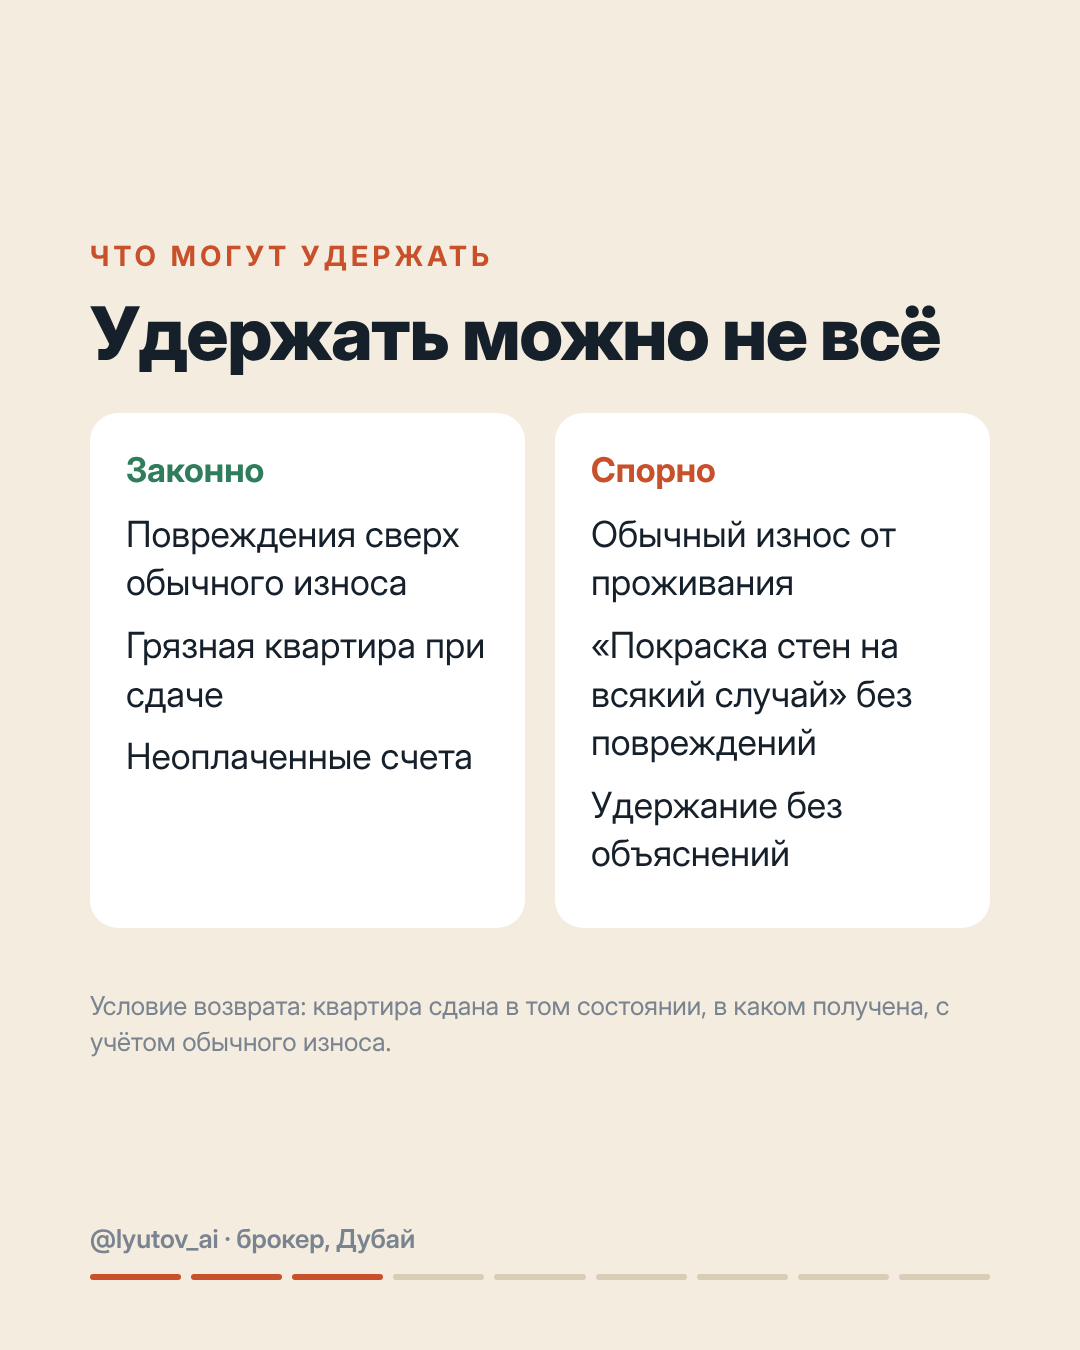 ЧТО МОГУТ УДЕРЖАТЬ
Удержать можно не всё
Законно
Повреждения сверх
обычного износа
Грязная квартира при
сдаче
Неоплаченные счета
Спорно
Обычный износ от
проживания
«Покраска стен на
всякий случай» без
повреждений
Удержание без
объяснений
Условие возврата: квартира сдана в том состоянии, в каком получена, с
учётом обычного износа.
@lyutov_ai · брокер, Дубай